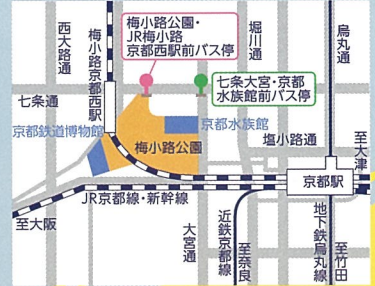 梅小路公園・
JR梅小路
京都西駅前バス停
西大路通
梅小路京都西駅
堀川通
烏丸通
七条大宮・京都
水族館前バス停
七条通
京都鉄道博物館
京都水族館
梅小路公園
塩小路通
至大津
京都駅
JR京都線・新幹線
至大阪
大宮通
近鉄京都線
至奈良
地下鉄烏丸線
至竹田